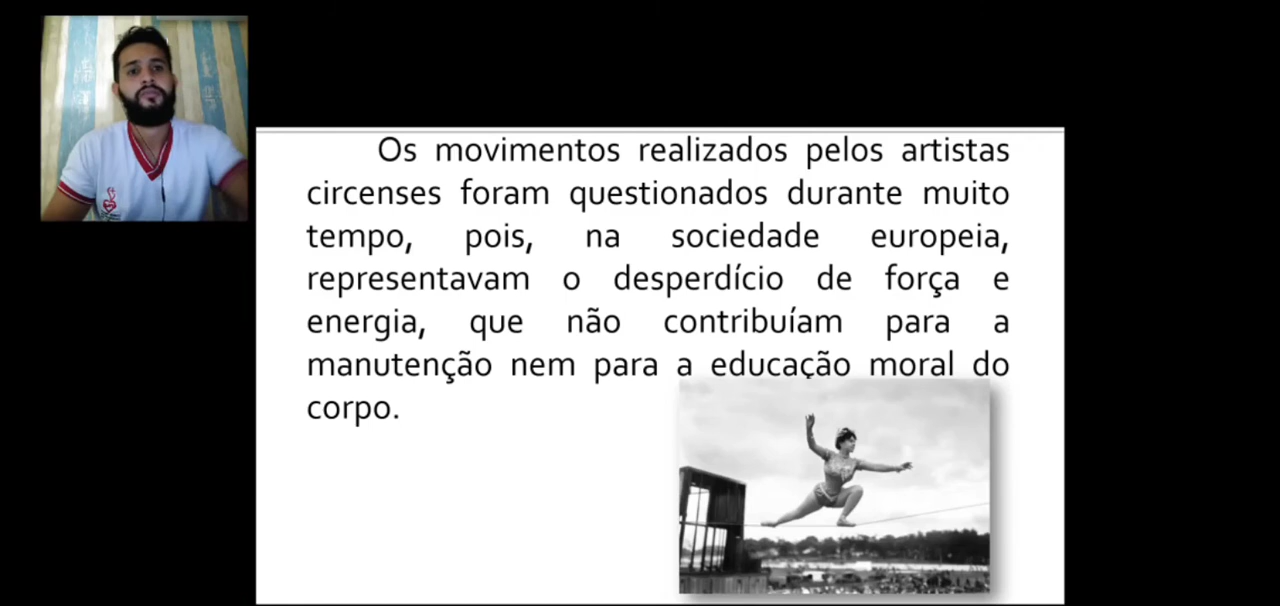 Os movimentos realizados pelos artistas
circenses foram questionados durante muito
tempo, pois, na sociedade europeia,
representavam o desperdício de força e
energia, que não contribuíam para a
manutenção nem para a educação moral do
corpo.